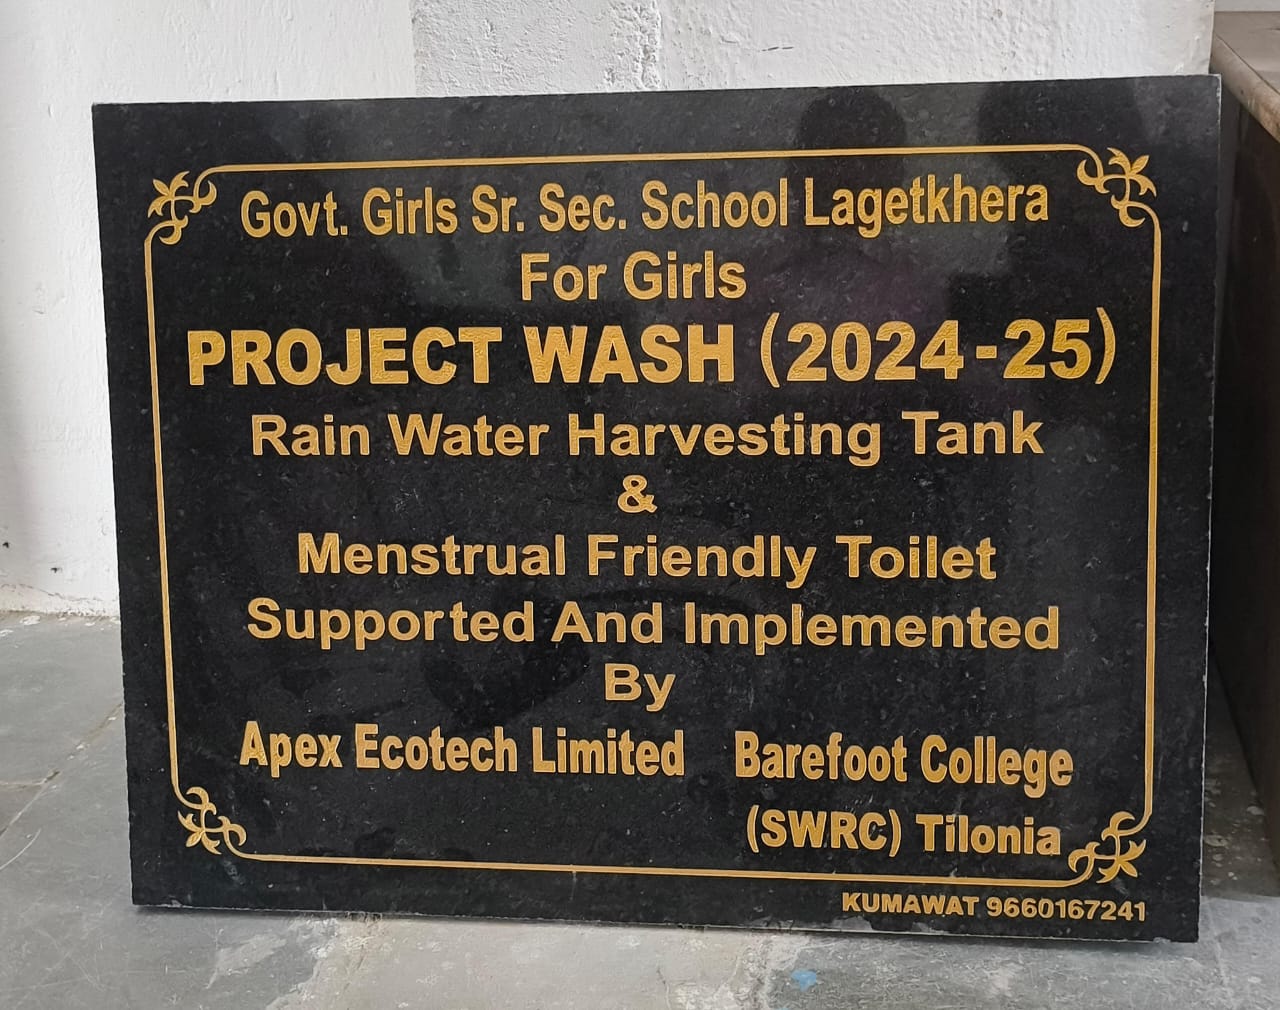 Govt. Girls Sr. Sec. School Lagetkhera
For Girls
PROJECT WASH (2024-25)
Rain Water Harvesting Tank
&
Menstrual Friendly Toilet
Supported And Implemented
By
Apex Ecotech Limited Barefoot College
(SWRC) Tilonia
KUMAWAT 9660167241